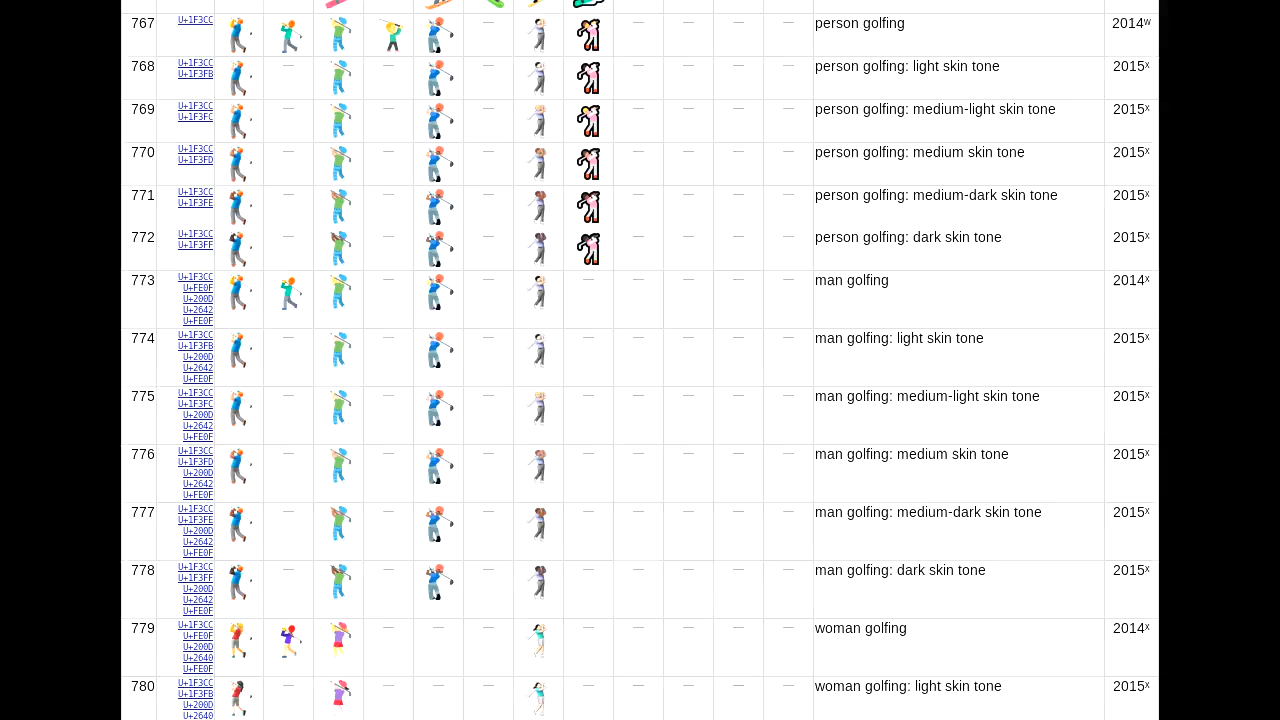 767 U+1F3CC — — — — — — person golfing 2014ʷ
768 U+1F3CC — — — — — — — person golfing: light skin tone 2015ˣ
U+1F3FB
769 U+1F3CC — — — — — — — person golfing: medium-light skin tone 2015ˣ
U+1F3FC
770 U+1F3CC — — — — — — — person golfing: medium skin tone 2015ˣ
U+1F3FD
771 U+1F3CC — — — — — — — person golfing: medium-dark skin tone 2015ˣ
U+1F3FE
772 U+1F3CC — — — — — — — person golfing: dark skin tone 2015ˣ
U+1F3FF
773 U+1F3CC — — — — — — — man golfing 2014ˣ
U+FE0F
U+200D
U+2642
U+FE0F
774 U+1F3CC — — — — — — — — man golfing: light skin tone 2015ˣ
U+1F3FB
U+200D
U+2642
U+FE0F
775 U+1F3CC — — — — — — — — man golfing: medium-light skin tone 2015ˣ
U+1F3FC
U+200D
U+2642
U+FE0F
776 U+1F3CC — — — — — — — — man golfing: medium skin tone 2015ˣ
U+1F3FD
U+200D
U+2642
U+FE0F
777 U+1F3CC — — — — — — — — man golfing: medium-dark skin tone 2015ˣ
U+1F3FE
U+200D
U+2642
U+FE0F
778 U+1F3CC — — — — — — — — man golfing: dark skin tone 2015ˣ
U+1F3FF
U+200D
U+2642
U+FE0F
779 U+1F3CC — — — — — — — — woman golfing 2014ˣ
U+FE0F
U+200D
U+2640
U+FE0F
780 U+1F3CC — — — — — — — — — woman golfing: light skin tone 2015ˣ
U+1F3FB
U+200D
U+2640